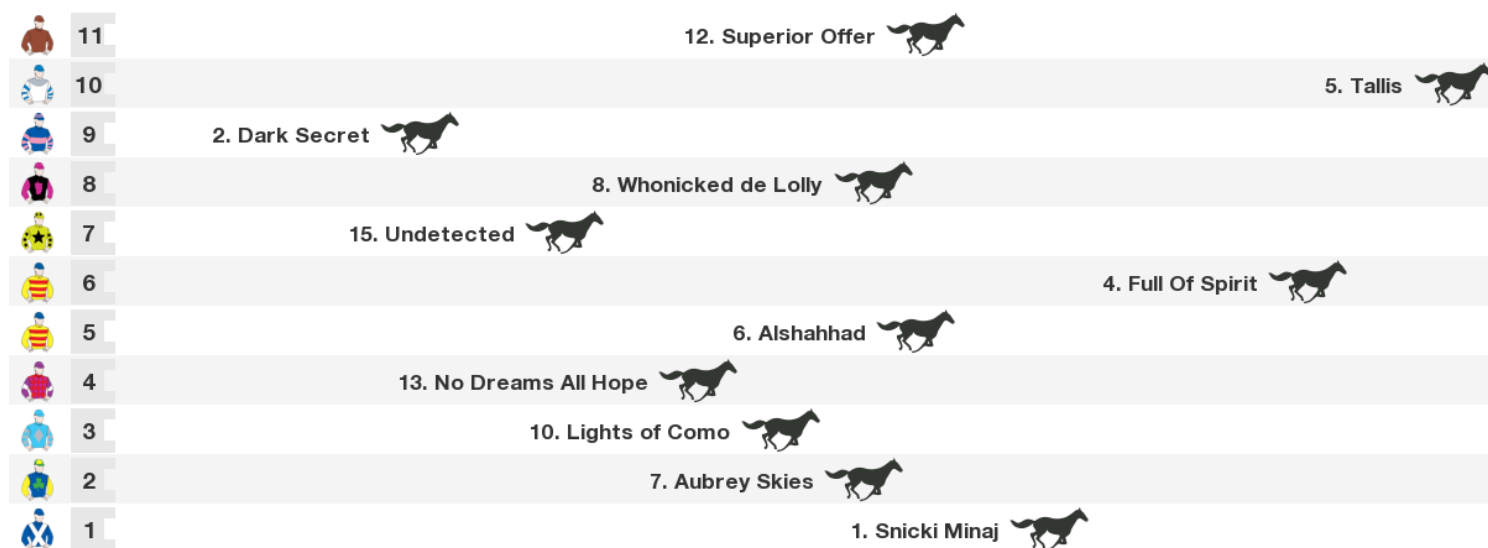 11 12. Superior Offer
10 5. Tallis
9 2. Dark Secret
8 8. Whonicked de Lolly
7 15. Undetected
6 4. Full Of Spirit
5 6. Alshahhad
4 13. No Dreams All Hope
3 10. Lights of Como
2 7. Aubrey Skies
1 1. Snicki Minaj